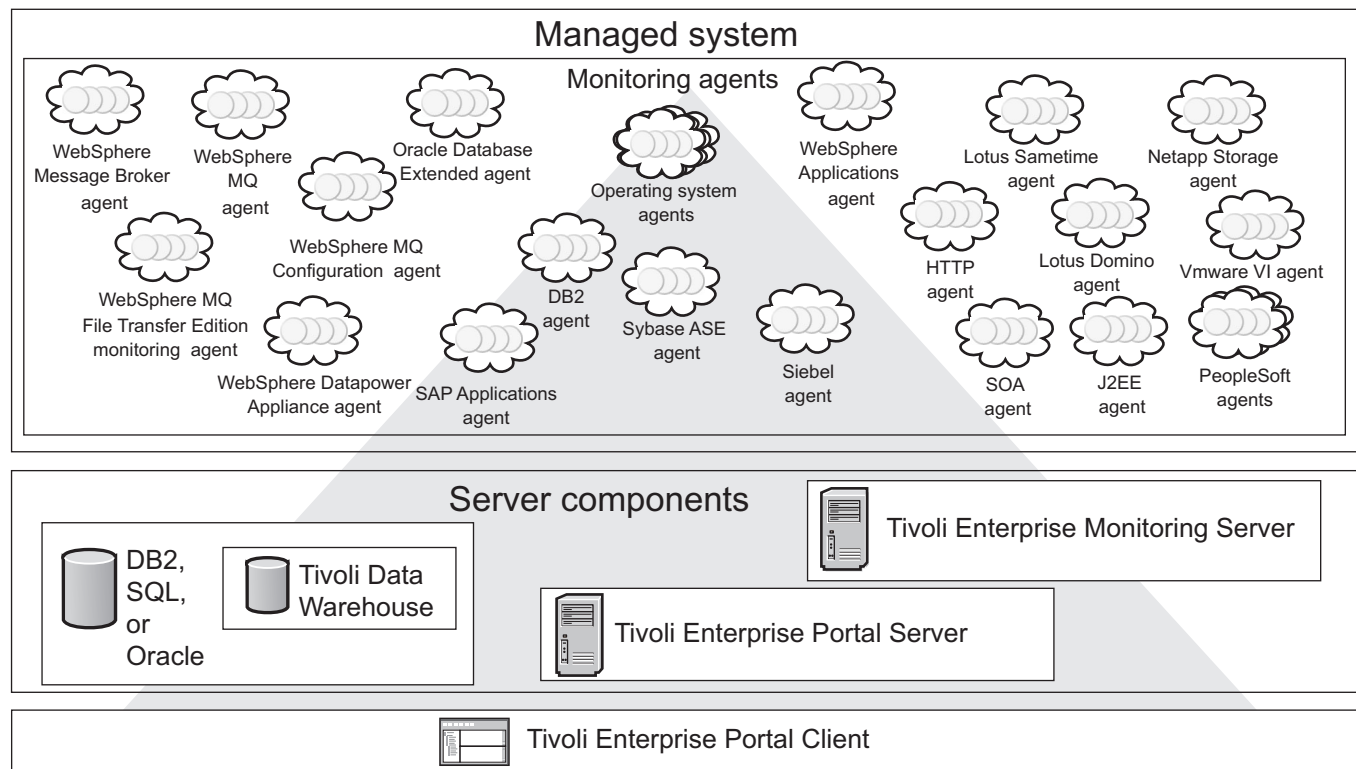 Managed system
Monitoring agents
WebSphere
Message Broker
agent
WebSphere
MQ
agent
Oracle Database
Extended agent
Operating system
agents
WebSphere
Applications
agent
Lotus Sametime
agent
Netapp Storage
agent
WebSphere MQ
Configuration agent
WebSphere MQ
File Transfer Edition
monitoring agent
DB2
agent
Sybase ASE
agent
HTTP
agent
Lotus Domino
agent
Vmware VI agent
WebSphere Datapower
Appliance agent
SAP Applications
agent
Siebel
agent
SOA
agent
J2EE
agent
PeopleSoft
agents
Server components
Tivoli Enterprise Monitoring Server
DB2,
SQL,
or
Oracle
Tivoli Data
Warehouse
Tivoli Enterprise Portal Server
Tivoli Enterprise Portal Client